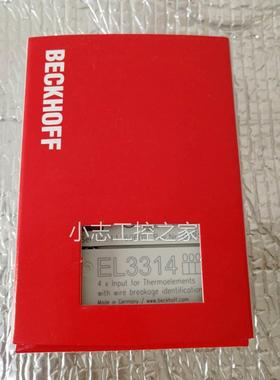 BECKHOFF
小志工控之家
EL3314
4 x Input for Thermoelements
with wire breakage identification
Made in Germany / www.beckhoff.com